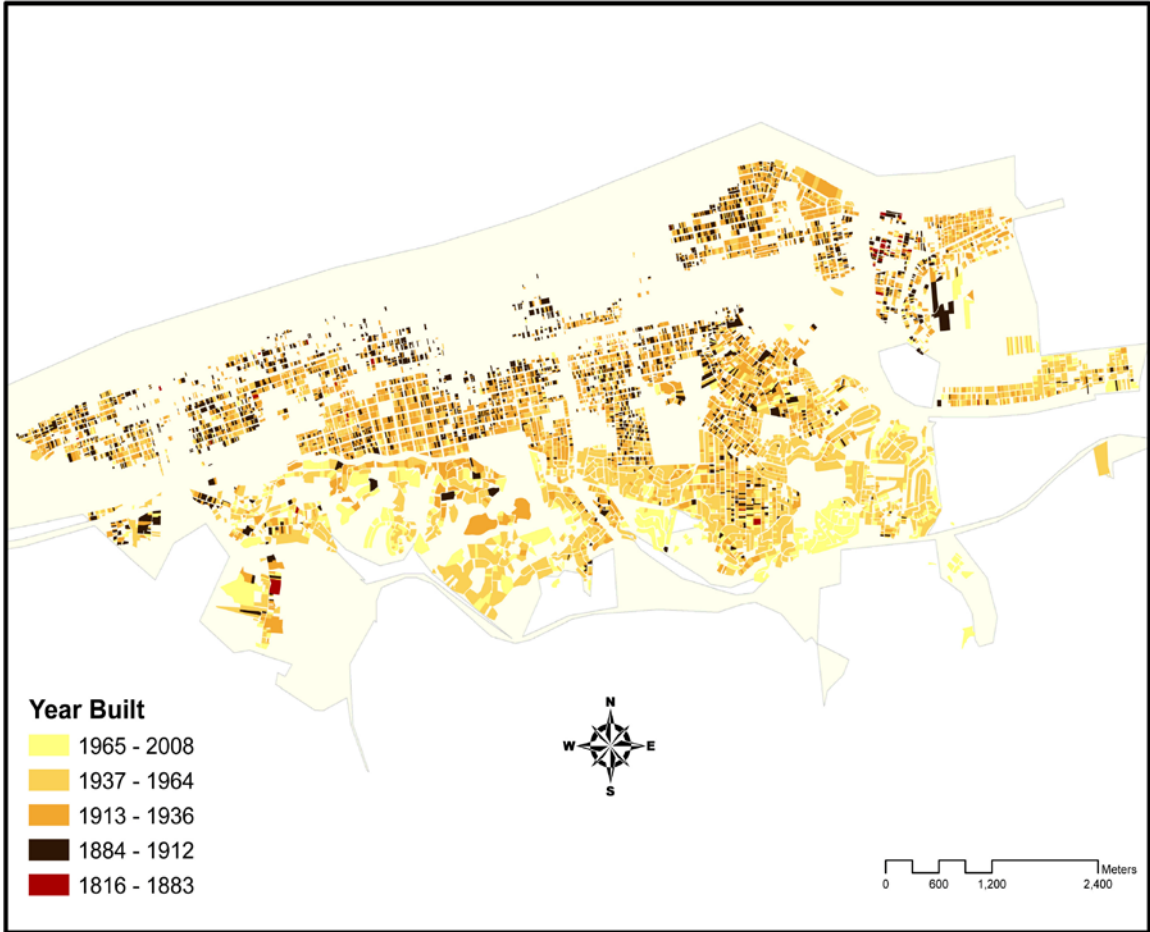 Year Built
1965 - 2008
1937 - 1964
1913 - 1936
1884 - 1912
1816 - 1883
N
W E
S
Meters
0 600 1,200 2,400